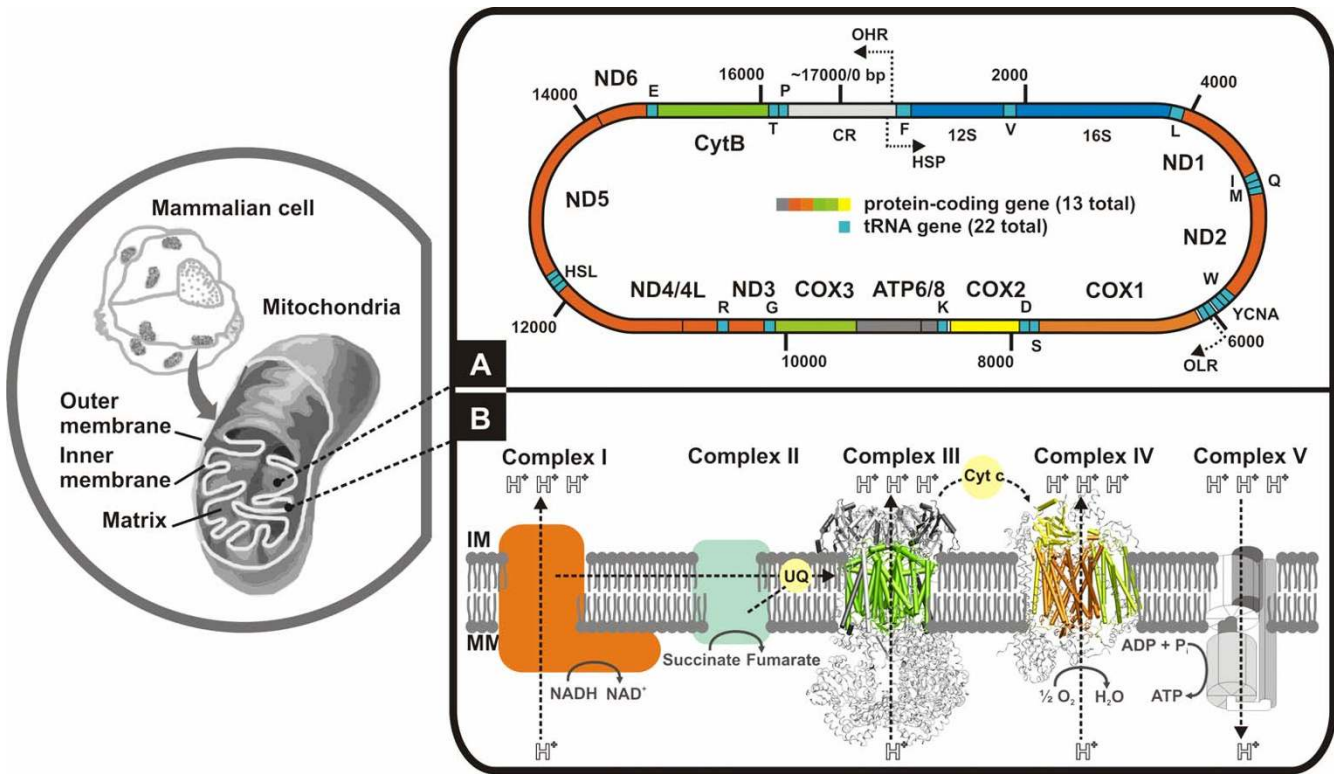 Mammalian cell
Mitochondria
Outer
membrane
Inner
membrane
Matrix
A
OHR
ND6
E
16000
P
~17000/0 bp
2000
4000
14000
T
CR
F
12S
V
16S
L
CytB
HSP
ND1
I
Q
M
ND5
protein-coding gene (13 total)
tRNA gene (22 total)
ND2
HSL
W
ND4/4L
ND3
COX3
ATP6/8
COX2
COX1
R
G
K
D
YCNA
12000
S
6000
10000
8000
OLR
B
Complex I
Complex II
Complex III
Cyt c
Complex IV
Complex V
H⁺ H⁺ H⁺
H⁺ H⁺ H⁺
H⁺ H⁺ H⁺
H⁺ H⁺ H⁺
IM
UQ
MM
Succinate Fumarate
NADH NAD⁺
ADP + Pᵢ
½ O₂ H₂O
ATP
H⁺
H⁺
H⁺
H⁺